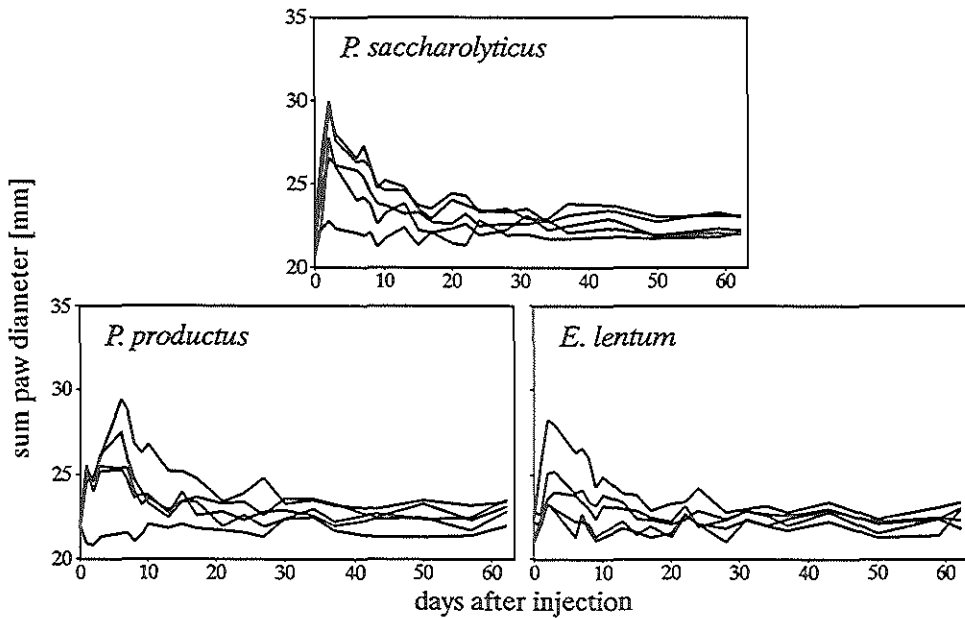 35
P. saccharolyticus
30
25
20
0 10 20 30 40 50 60
sum paw diameter [mm]
35
P. productus
30
25
20
0 10 20 30 40 50 60
E. lentum
0 10 20 30 40 50 60
days after injection